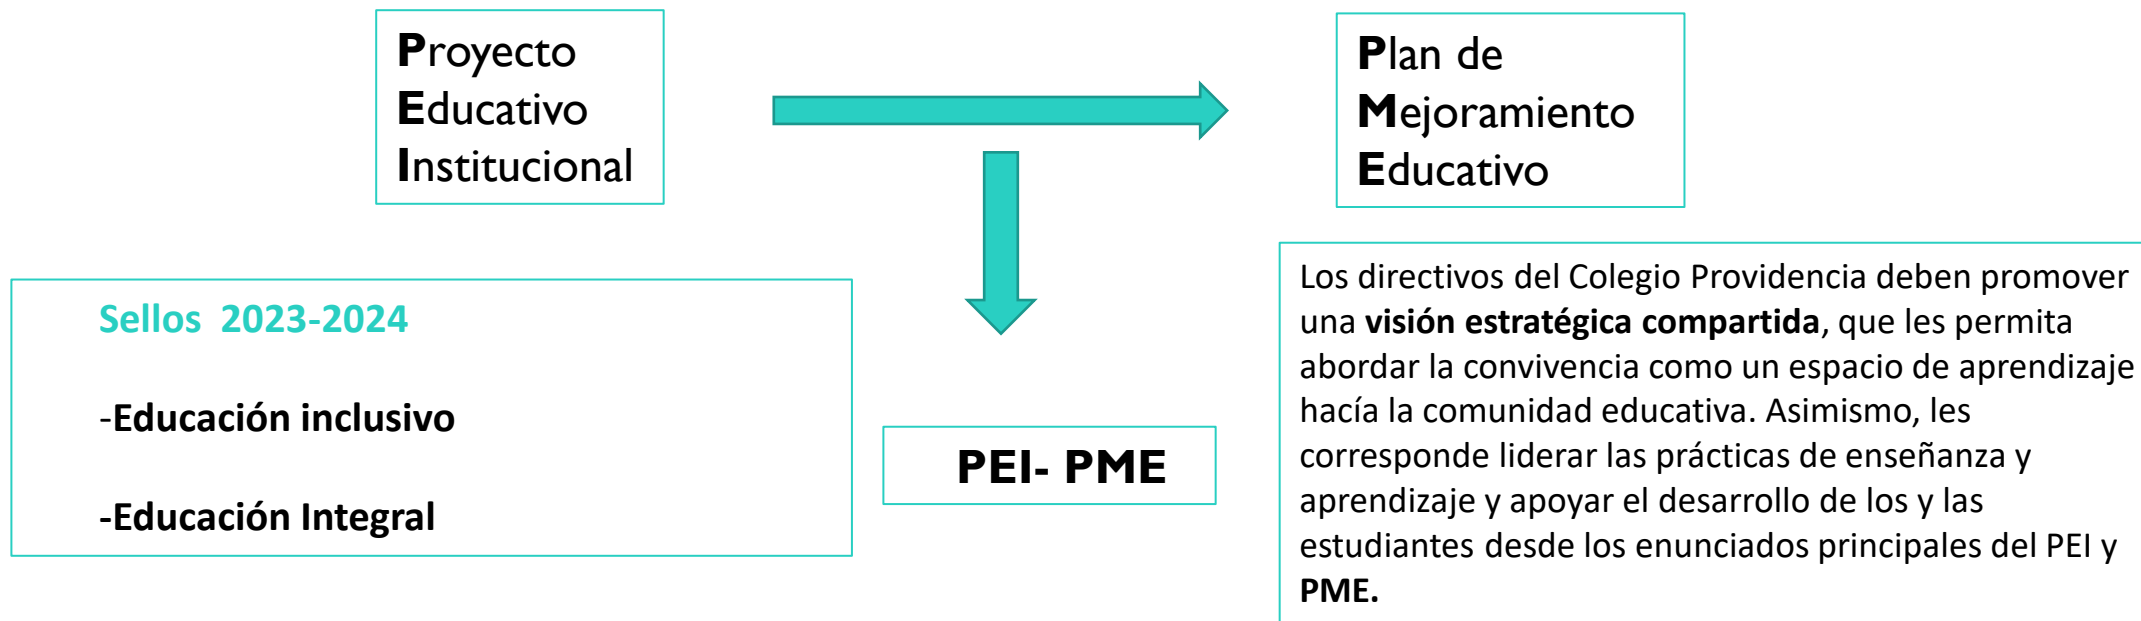 Proyecto
Educativo
Institucional
Plan de
Mejoramiento
Educativo
Sellos 2023-2024
-Educación inclusivo
-Educación Integral
PEI- PME
Los directivos del Colegio Providencia deben promover
una visión estratégica compartida, que les permita
abordar la convivencia como un espacio de aprendizaje
hacía la comunidad educativa. Asimismo, les
corresponde liderar las prácticas de enseñanza y
aprendizaje y apoyar el desarrollo de los y las
estudiantes desde los enunciados principales del PEI y
PME.